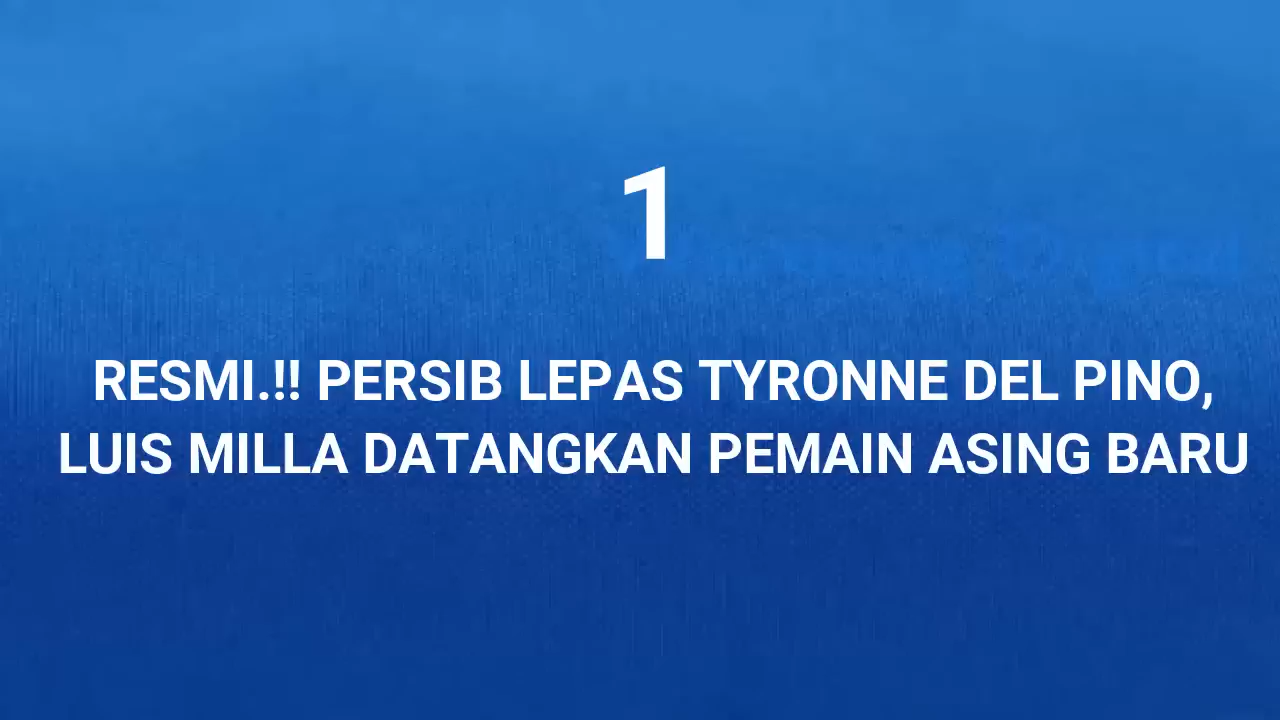 1
RESMI.!! PERSIB LEPAS TYRONNE DEL PINO,
LUIS MILLA DATANGKAN PEMAIN ASING BARU